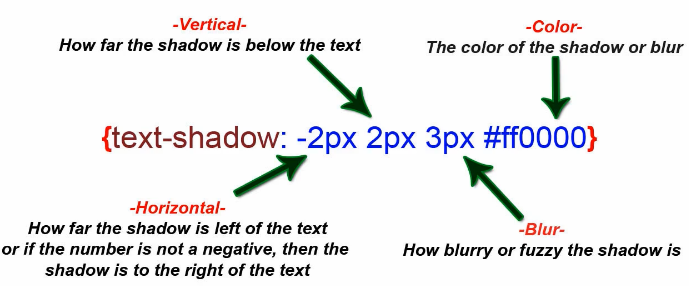 -Vertical-
How far the shadow is below the text
-Color-
The color of the shadow or blur
{text-shadow: -2px 2px 3px #ff0000}
-Horizontal-
How far the shadow is left of the text
or if the number is not a negative, then the
shadow is to the right of the text
-Blur-
How blurry or fuzzy the shadow is